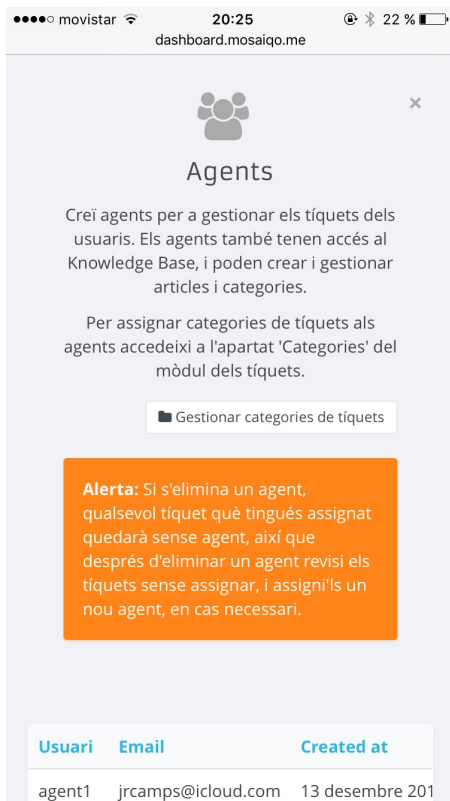 movistar 20:25 22 %
dashboard.mosaiqo.me
×
Agents
Creï agents per a gestionar els tíquets dels
usuaris. Els agents també tenen accés al
Knowledge Base, i poden crear i gestionar
articles i categories.
Per assignar categories de tíquets als
agents accedeixi a l'apartat 'Categories' del
mòdul dels tíquets.
Gestionar categories de tíquets
Alerta: Si s'elimina un agent,
qualsevol tíquet què tingués assignat
quedarà sense agent, així que
després d'eliminar un agent revisi els
tíquets sense assignar, i assigni'ls un
nou agent, en cas necessari.
Usuari Email Created at
agent1 jrcamps@icloud.com 13 desembre 201